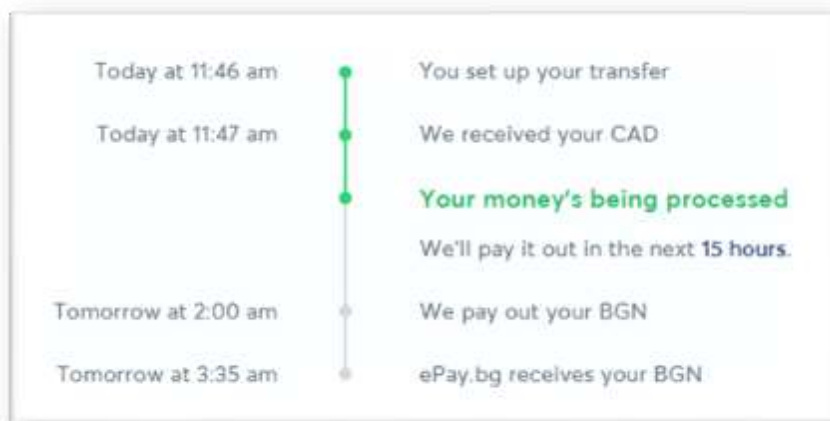 Today at 11:46 am You set up your transfer
Today at 11:47 am We received your CAD
Your money's being processed
We'll pay it out in the next 15 hours.
Tomorrow at 2:00 am We pay out your BGN
Tomorrow at 3:35 am ePay.bg receives your BGN